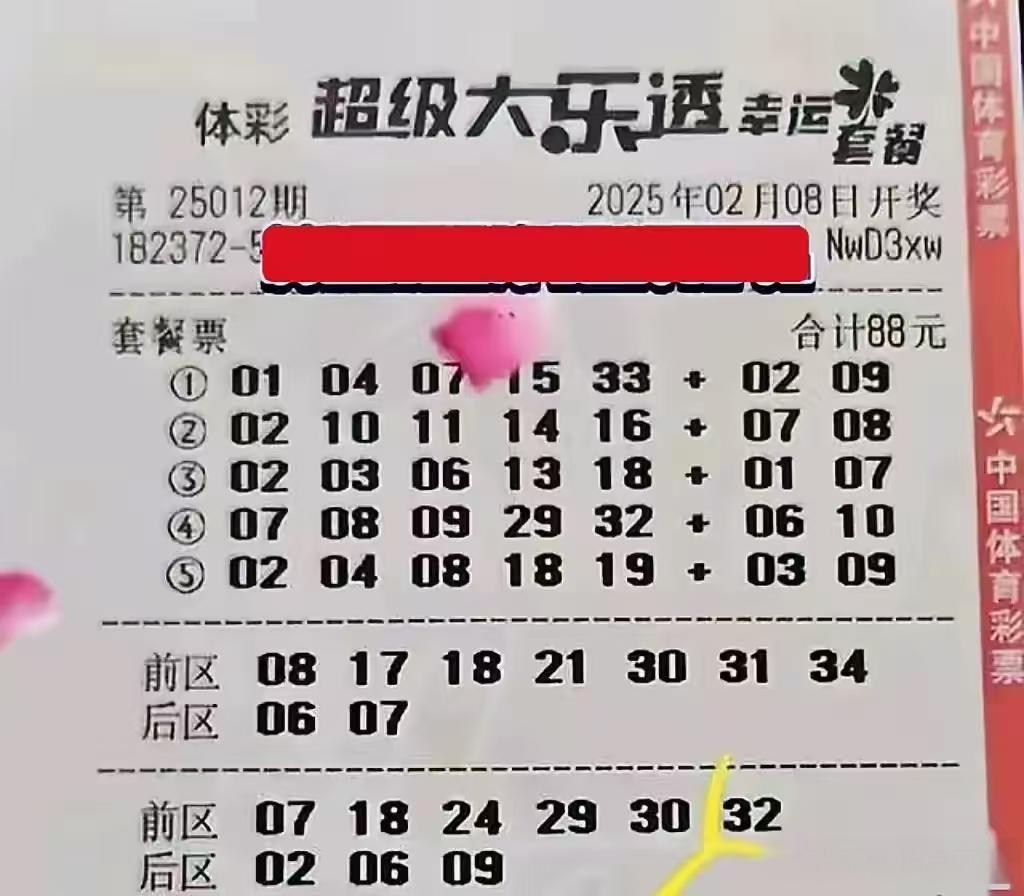 体彩 超级大乐透 幸运套餐
第 25012期 2025年02月08日开奖
182372-5 NwD3xw
套餐票 合计88元
① 01 04 07 15 33 + 02 09
② 02 10 11 14 16 + 07 08
③ 02 03 06 13 18 + 01 07
④ 07 08 09 29 32 + 06 10
⑤ 02 04 08 18 19 + 03 09
前区 08 17 18 21 30 31 34
后区 06 07
前区 07 18 24 29 30 32
后区 02 06 09
中国体育彩票
中国体育彩票